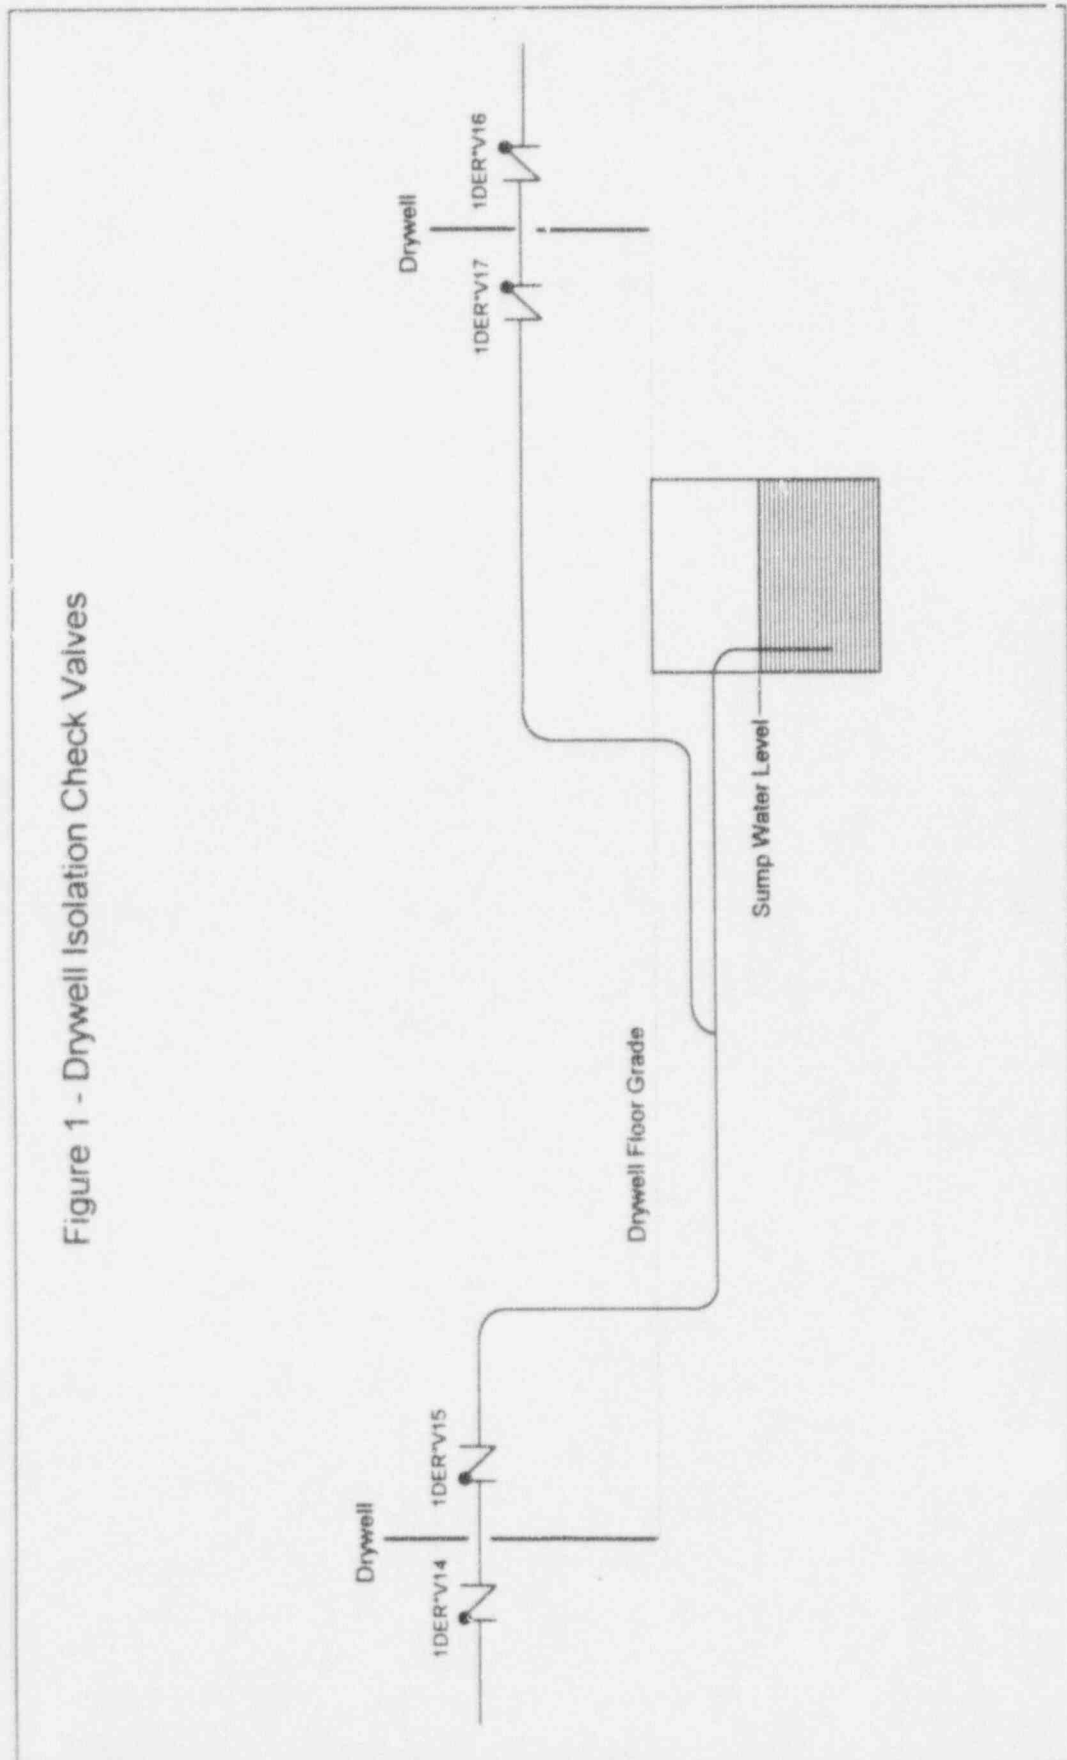 Figure 1 - Drywell Isolation Check Valves
Drywell
1DER*V14
1DER*V15
Drywell Floor Grade
Sump Water Level
Drywell
1DER*V17
1DER*V16